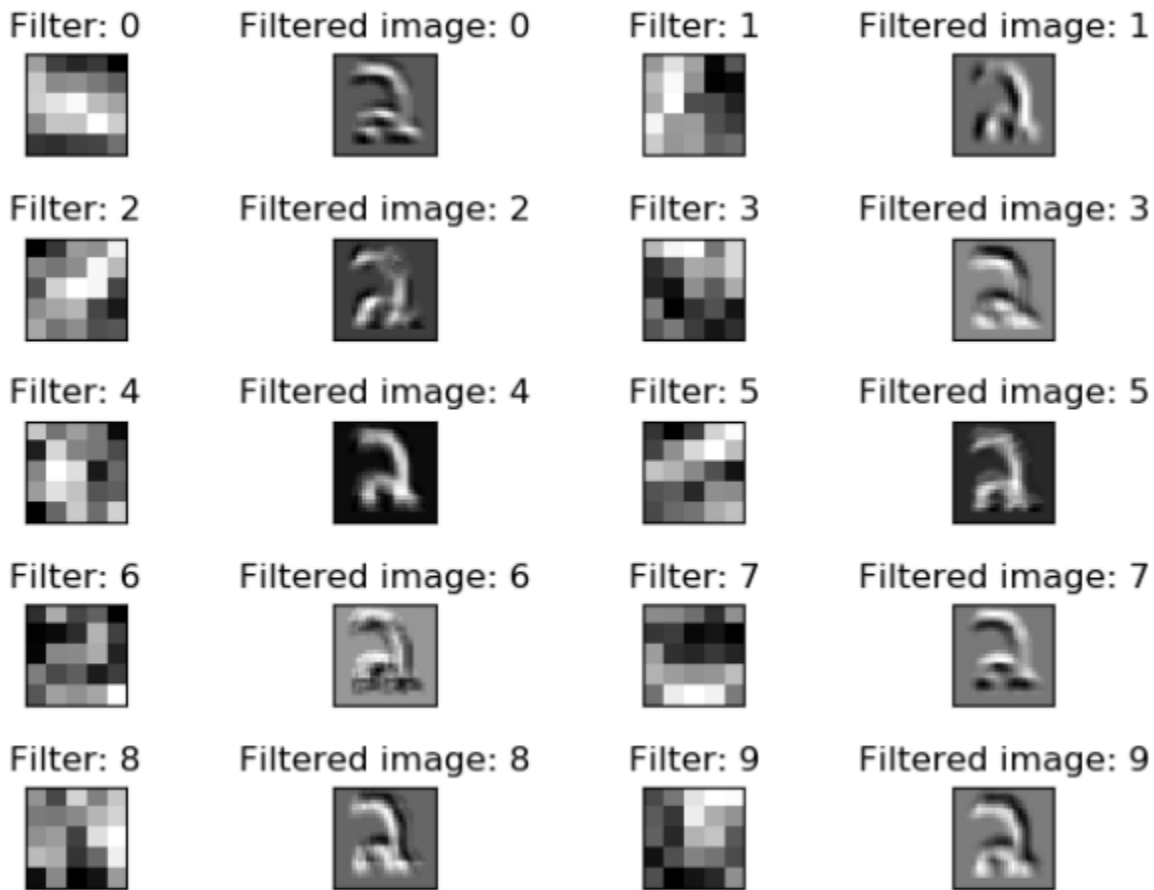 Filter: 0 Filtered image: 0 Filter: 1 Filtered image: 1
Filter: 2 Filtered image: 2 Filter: 3 Filtered image: 3
Filter: 4 Filtered image: 4 Filter: 5 Filtered image: 5
Filter: 6 Filtered image: 6 Filter: 7 Filtered image: 7
Filter: 8 Filtered image: 8 Filter: 9 Filtered image: 9